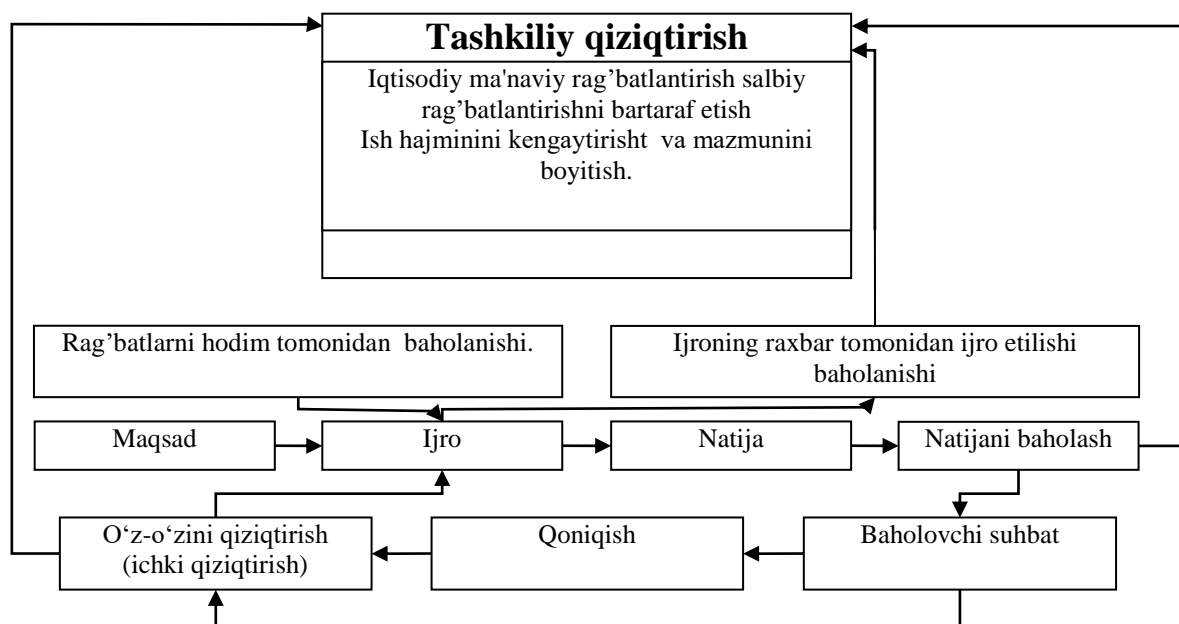 Tashkiliy qiziqtirish
Iqtisodiy ma'naviy rag’batlantirish salbiy
rag’batlantirishni bartaraf etish
Ish hajminini kengaytirisht va mazmunini
boyitish.
Rag’batlarni hodim tomonidan baholanishi.
Ijroning raxbar tomonidan ijro etilishi
baholanishi
Maqsad
Ijro
Natija
Natijani baholash
O‘z-o‘zini qiziqtirish
(ichki qiziqtirish)
Qoniqish
Baholovchi suhbat